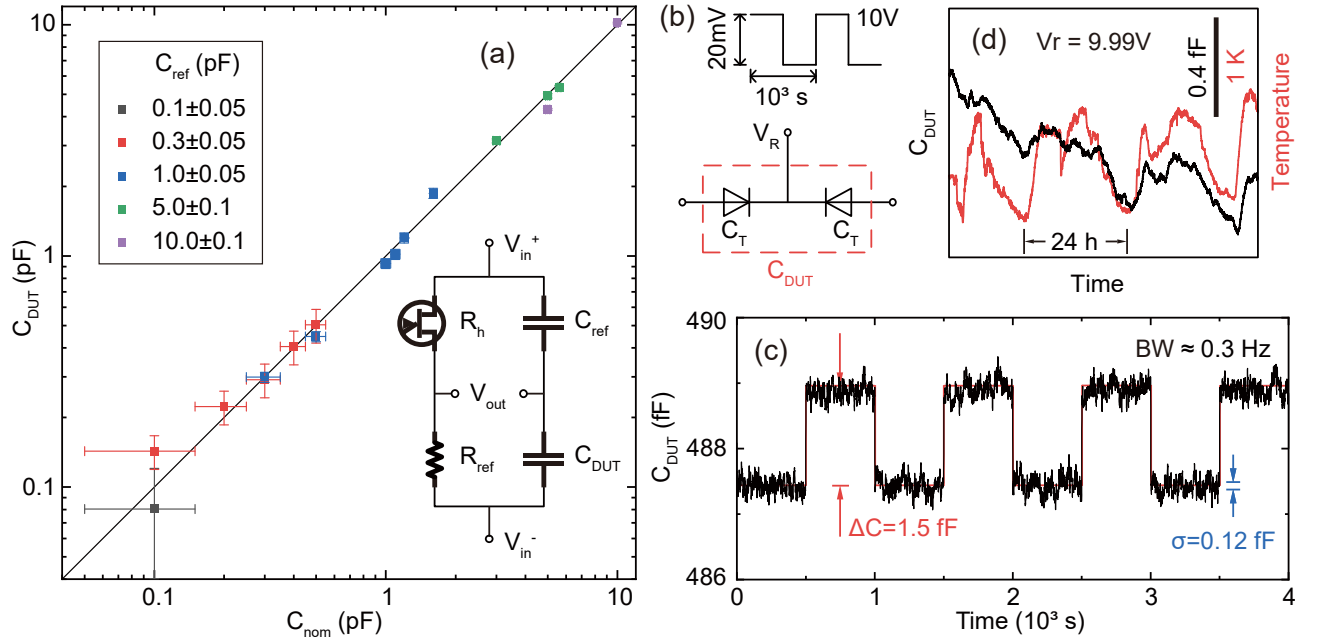 (a)
C_ref (pF)
0.1±0.05
0.3±0.05
1.0±0.05
5.0±0.1
10.0±0.1
10
1
0.1
C_DUT (pF)
0.1
1
10
C_nom (pF)
V_in^+
R_h
C_ref
V_out
R_ref
C_DUT
V_in^-
(b)
20mV
10V
10³ s
V_R
C_T
C_T
C_DUT
(d)
Vr = 9.99V
0.4 fF
1 K
C_DUT
Temperature
24 h
Time
(c)
BW ≈ 0.3 Hz
490
488
486
C_DUT (fF)
ΔC=1.5 fF
σ=0.12 fF
0
1
2
3
4
Time (10³ s)